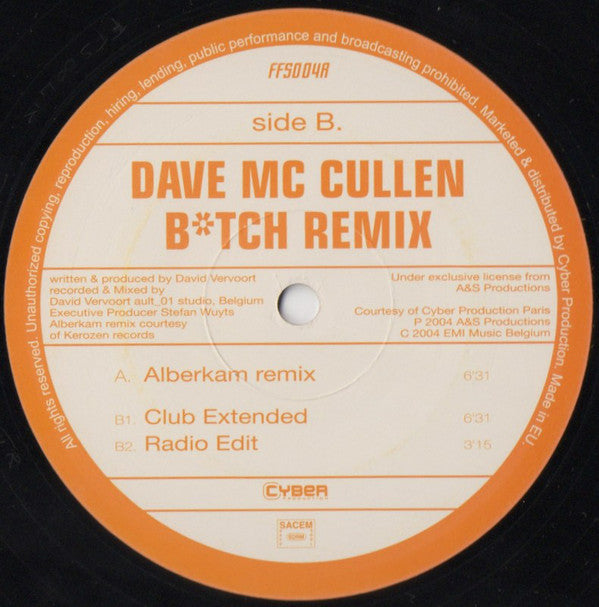 All rights reserved. Unauthorized copying, reproduction, hiring, lending, public performance and broadcasting prohibited. Marketed & distributed by Cyber Production. Made in EU.
FFS004R
side B.
DAVE MC CULLEN
B*TCH REMIX
written & produced by David Vervoort
recorded & Mixed by
David Vervoort ault_01 studio, Belgium
Executive Producer Stefan Wuyts
Alberkam remix courtesy
of Kerozen records
Under exclusive license from
A&S Productions
Courtesy of Cyber Production Paris
P 2004 A&S Productions
C 2004 EMI Music Belgium
A. Alberkam remix 6'31
B1. Club Extended 6'31
B2. Radio Edit 3'15
CYBER
PRODUCTION
SACEM
SDRM